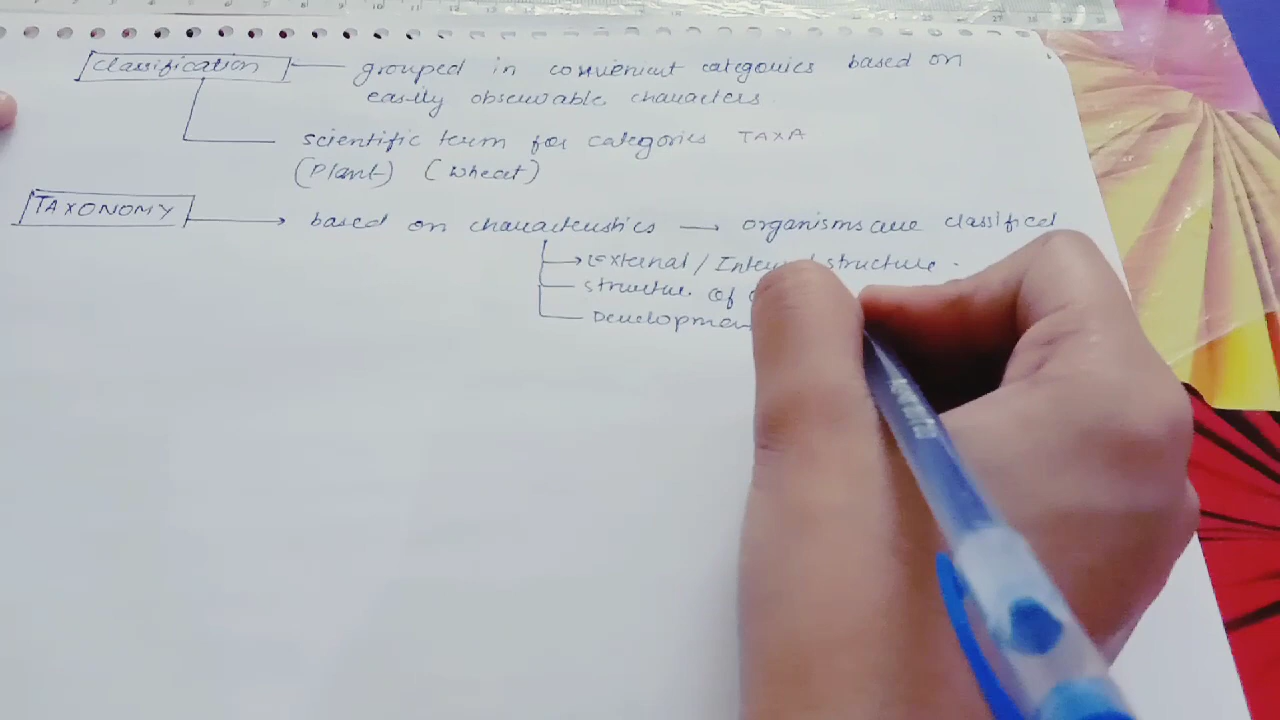 Classification grouped in convenient categories based on
easily observable characters.
scientific term for categories TAXA
(Plant) (Wheat)
TAXONOMY based on characteristics → organisms are classified
External / Internal structure.
structure of
Developmen